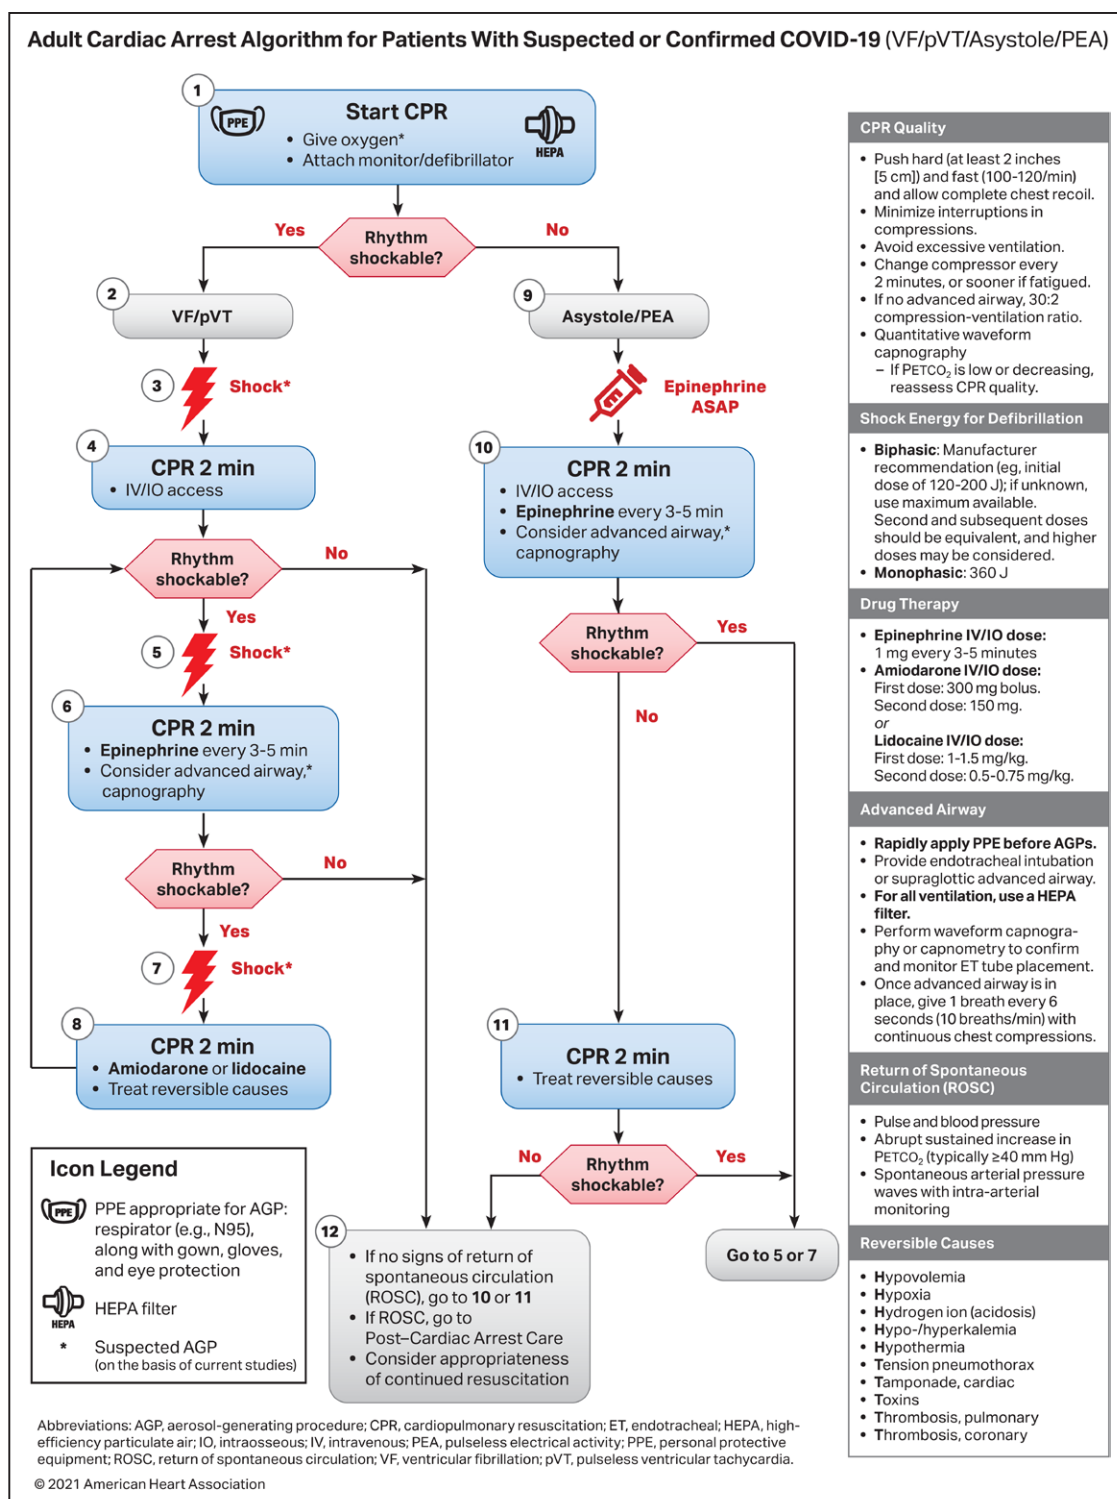 Adult Cardiac Arrest Algorithm for Patients With Suspected or Confirmed COVID-19 (VF/pVT/Asystole/PEA)
1
PPE
Start CPR
• Give oxygen*
• Attach monitor/defibrillator
HEPA
Yes
Rhythm
shockable?
No
2
VF/pVT
9
Asystole/PEA
3
Shock*
Epinephrine
ASAP
4
CPR 2 min
• IV/IO access
10
CPR 2 min
• IV/IO access
• Epinephrine every 3-5 min
• Consider advanced airway,*
capnography
Rhythm
shockable?
No
Yes
5
Shock*
Rhythm
shockable?
Yes
No
6
CPR 2 min
• Epinephrine every 3-5 min
• Consider advanced airway,*
capnography
Rhythm
shockable?
No
Yes
7
Shock*
8
CPR 2 min
• Amiodarone or lidocaine
• Treat reversible causes
11
CPR 2 min
• Treat reversible causes
No
Rhythm
shockable?
Yes
12
• If no signs of return of
spontaneous circulation
(ROSC), go to 10 or 11
• If ROSC, go to
Post–Cardiac Arrest Care
• Consider appropriateness
of continued resuscitation
Go to 5 or 7
Icon Legend
PPE
PPE appropriate for AGP:
respirator (e.g., N95),
along with gown, gloves,
and eye protection
HEPA
HEPA filter
* Suspected AGP
(on the basis of current studies)
CPR Quality
• Push hard (at least 2 inches
[5 cm]) and fast (100-120/min)
and allow complete chest recoil.
• Minimize interruptions in
compressions.
• Avoid excessive ventilation.
• Change compressor every
2 minutes, or sooner if fatigued.
• If no advanced airway, 30:2
compression-ventilation ratio.
• Quantitative waveform
capnography
– If PETCO₂ is low or decreasing,
reassess CPR quality.
Shock Energy for Defibrillation
• Biphasic: Manufacturer
recommendation (eg, initial
dose of 120-200 J); if unknown,
use maximum available.
Second and subsequent doses
should be equivalent, and higher
doses may be considered.
• Monophasic: 360 J
Drug Therapy
• Epinephrine IV/IO dose:
1 mg every 3-5 minutes
• Amiodarone IV/IO dose:
First dose: 300 mg bolus.
Second dose: 150 mg.
or
Lidocaine IV/IO dose:
First dose: 1-1.5 mg/kg.
Second dose: 0.5-0.75 mg/kg.
Advanced Airway
• Rapidly apply PPE before AGPs.
• Provide endotracheal intubation
or supraglottic advanced airway.
• For all ventilation, use a HEPA
filter.
• Perform waveform capnogra-
phy or capnometry to confirm
and monitor ET tube placement.
• Once advanced airway is in
place, give 1 breath every 6
seconds (10 breaths/min) with
continuous chest compressions.
Return of Spontaneous
Circulation (ROSC)
• Pulse and blood pressure
• Abrupt sustained increase in
PETCO₂ (typically ≥40 mm Hg)
• Spontaneous arterial pressure
waves with intra-arterial
monitoring
Reversible Causes
• Hypovolemia
• Hypoxia
• Hydrogen ion (acidosis)
• Hypo-/hyperkalemia
• Hypothermia
• Tension pneumothorax
• Tamponade, cardiac
• Toxins
• Thrombosis, pulmonary
• Thrombosis, coronary
Abbreviations: AGP, aerosol-generating procedure; CPR, cardiopulmonary resuscitation; ET, endotracheal; HEPA, high-
efficiency particulate air; IO, intraosseous; IV, intravenous; PEA, pulseless electrical activity; PPE, personal protective
equipment; ROSC, return of spontaneous circulation; VF, ventricular fibrillation; pVT, pulseless ventricular tachycardia.
© 2021 American Heart Association